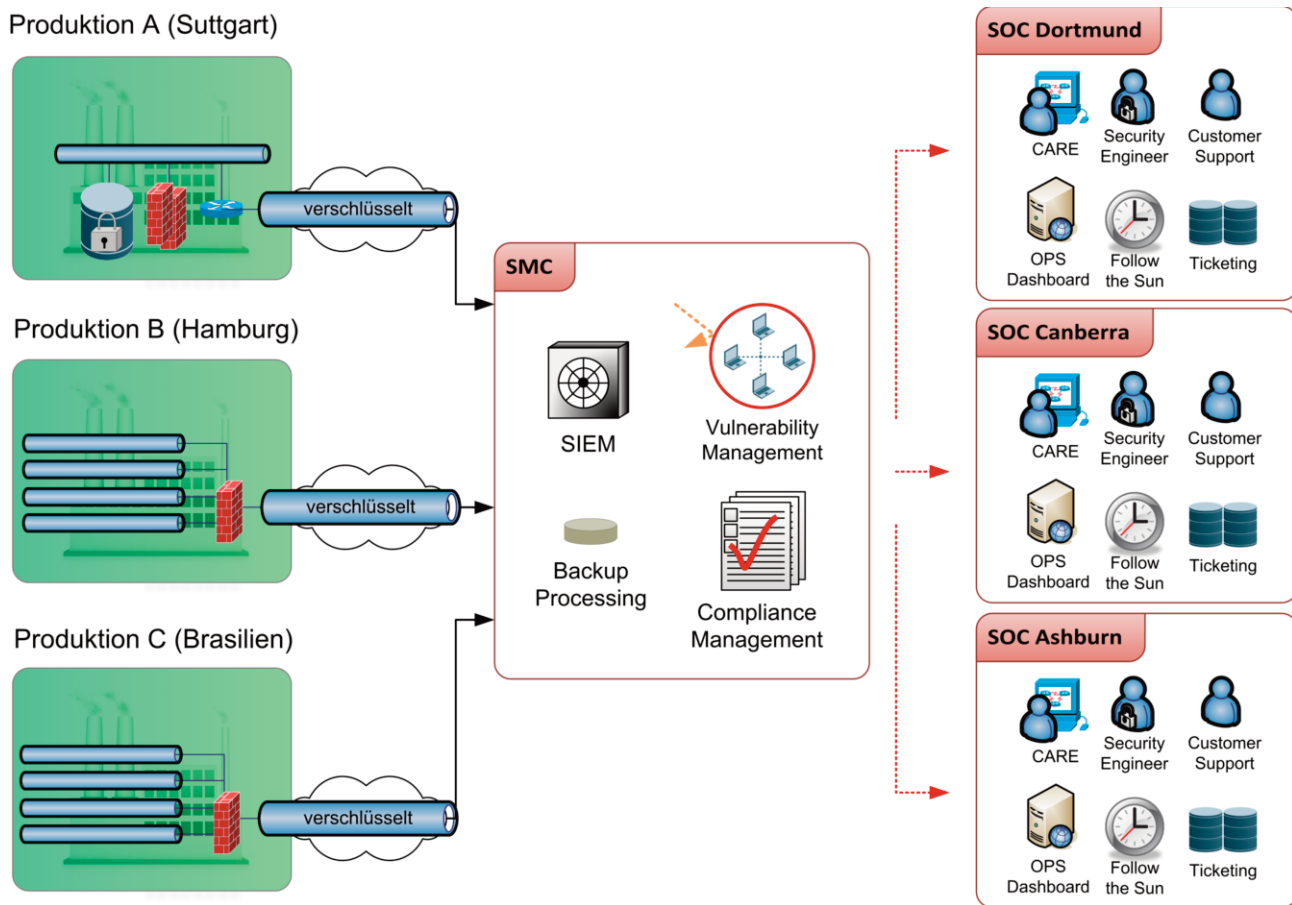 Produktion A (Suttgart)
verschlüsselt
Produktion B (Hamburg)
verschlüsselt
Produktion C (Brasilien)
verschlüsselt
SMC
SIEM
Vulnerability
Management
Backup
Processing
Compliance
Management
SOC Dortmund
CARE
Security
Engineer
Customer
Support
OPS
Dashboard
Follow
the Sun
Ticketing
SOC Canberra
CARE
Security
Engineer
Customer
Support
OPS
Dashboard
Follow
the Sun
Ticketing
SOC Ashburn
CARE
Security
Engineer
Customer
Support
OPS
Dashboard
Follow
the Sun
Ticketing